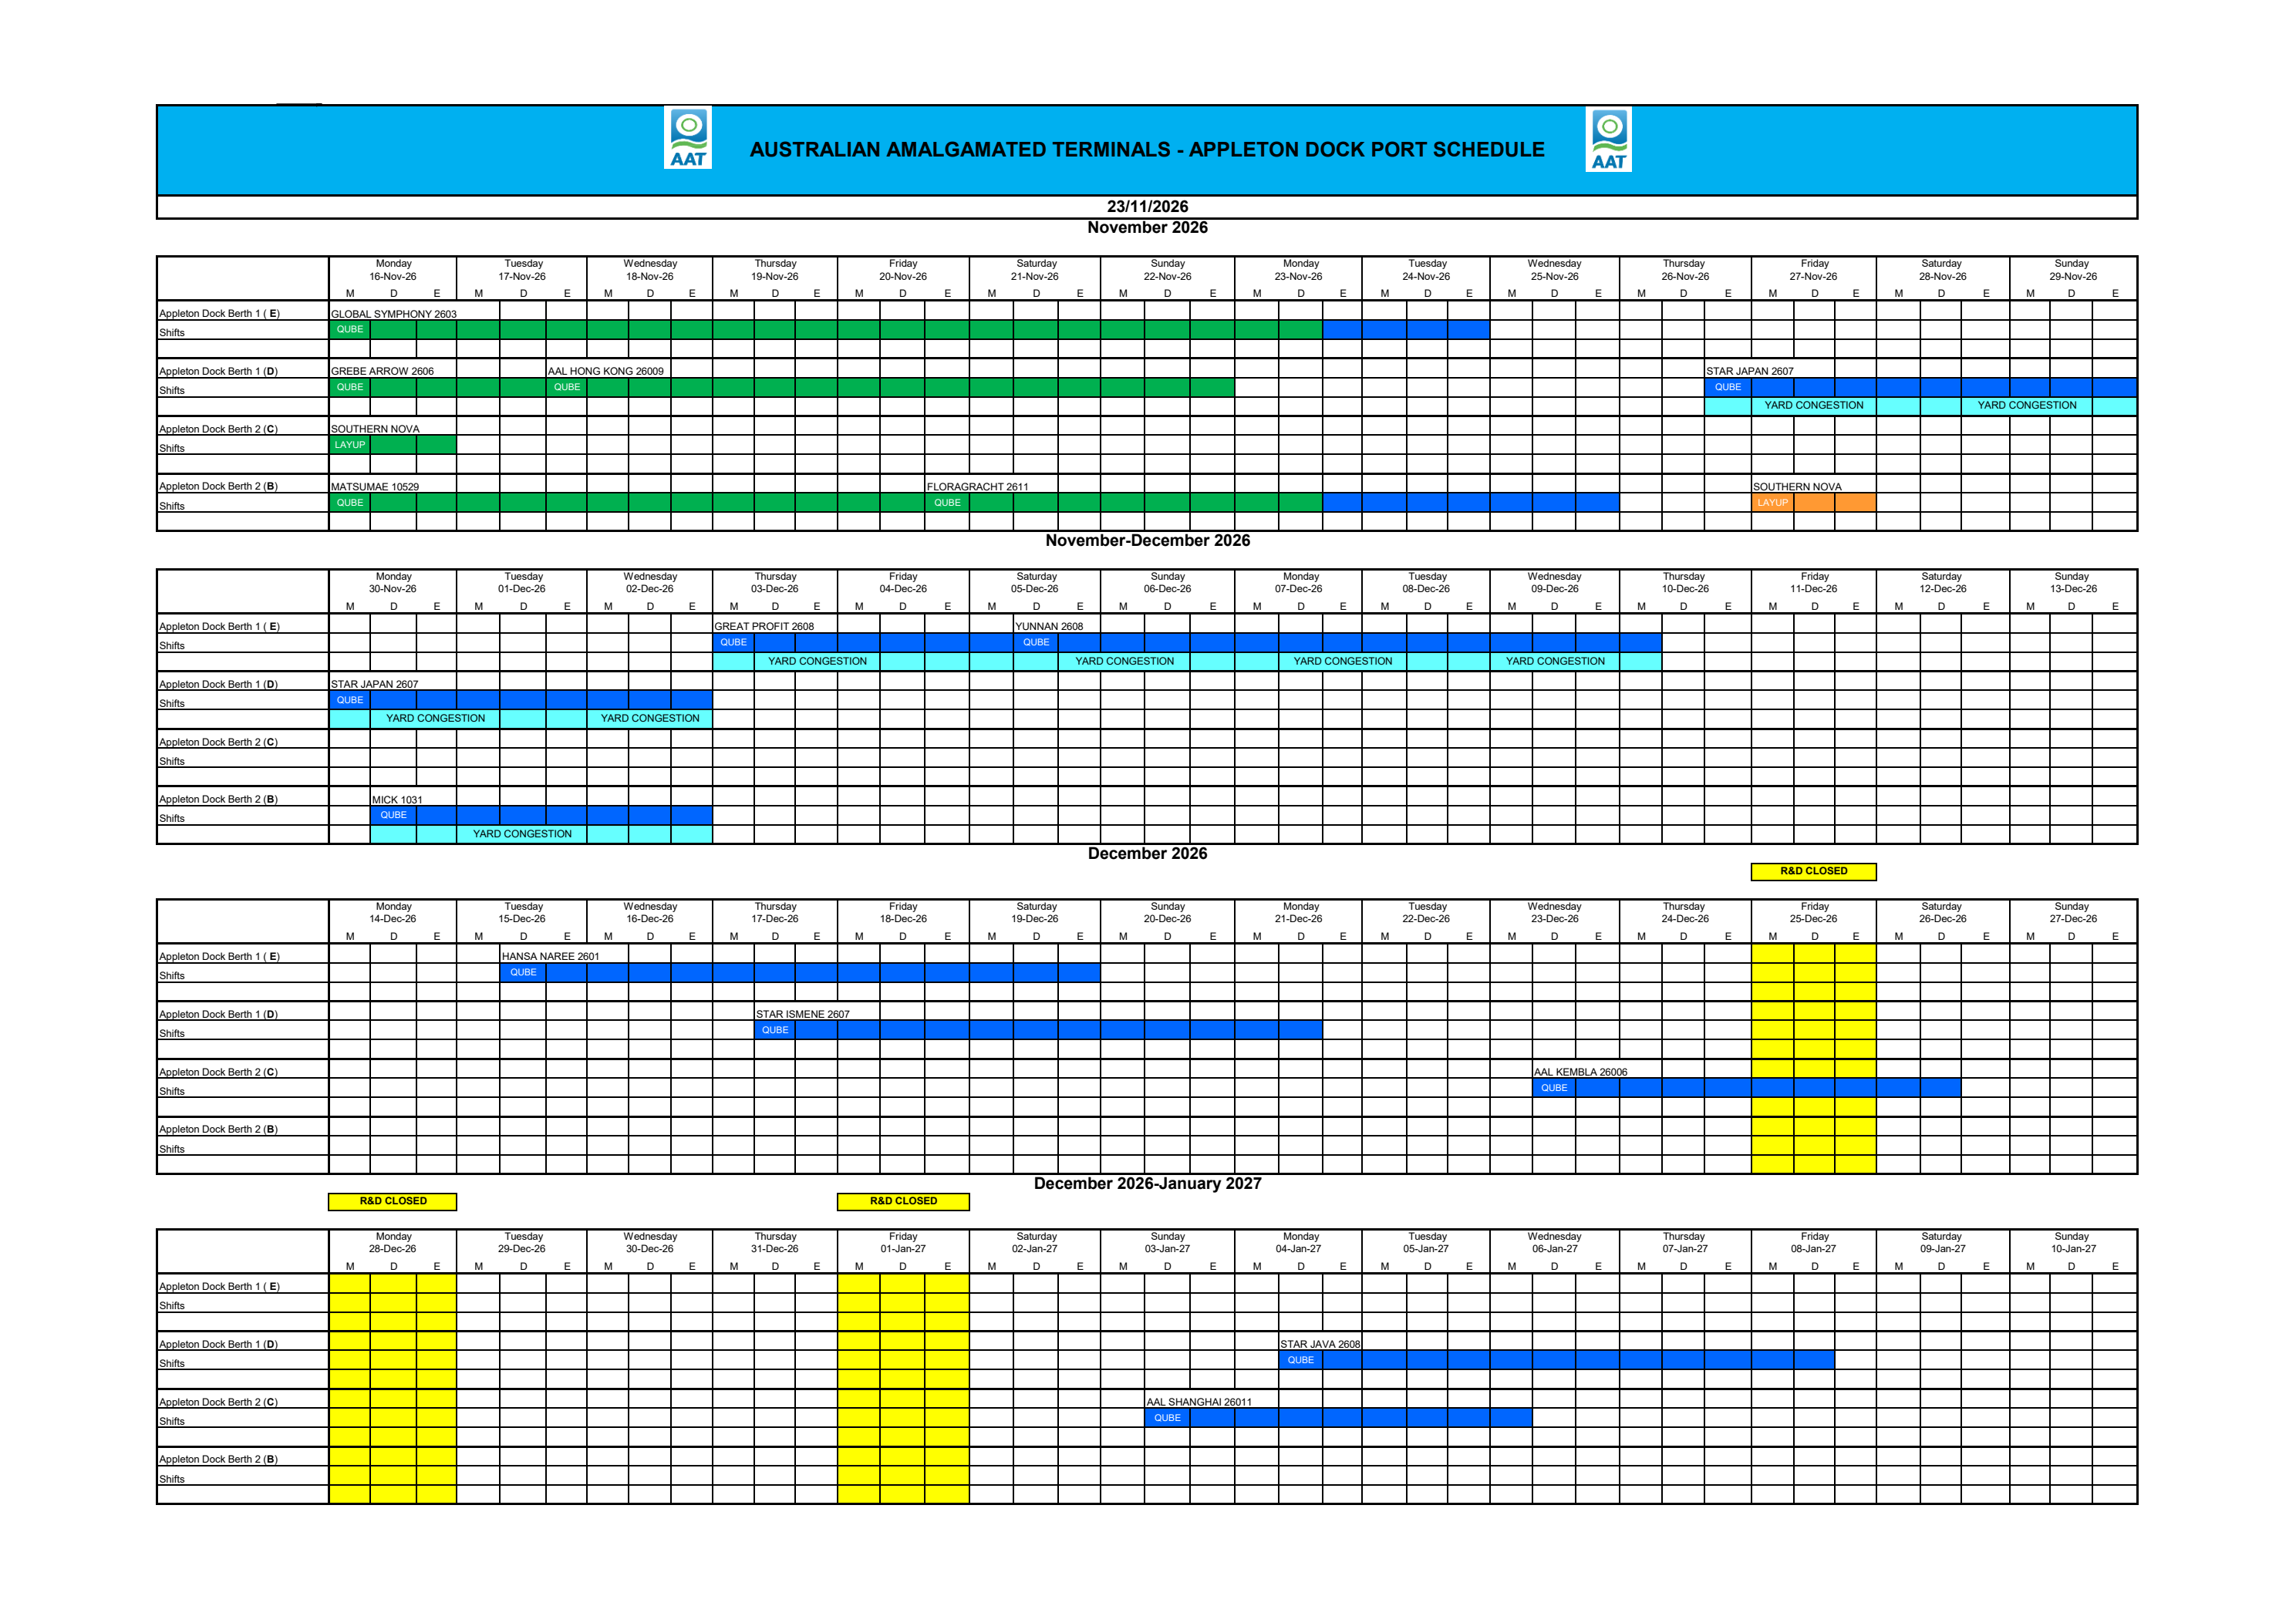 AAT AUSTRALIAN AMALGAMATED TERMINALS - APPLETON DOCK PORT SCHEDULE AAT
23/11/2026
November 2026
Monday Tuesday Wednesday Thursday Friday Saturday Sunday Monday Tuesday Wednesday Thursday Friday Saturday Sunday
16-Nov-26 17-Nov-26 18-Nov-26 19-Nov-26 20-Nov-26 21-Nov-26 22-Nov-26 23-Nov-26 24-Nov-26 25-Nov-26 26-Nov-26 27-Nov-26 28-Nov-26 29-Nov-26
M D E M D E M D E M D E M D E M D E M D E M D E M D E M D E M D E M D E M D E M D E
Appleton Dock Berth 1 ( E) GLOBAL SYMPHONY 2603
Shifts QUBE
Appleton Dock Berth 1 (D) GREBE ARROW 2606 AAL HONG KONG 26009 STAR JAPAN 2607
Shifts QUBE QUBE QUBE
YARD CONGESTION YARD CONGESTION
Appleton Dock Berth 2 (C) SOUTHERN NOVA
Shifts LAYUP
Appleton Dock Berth 2 (B) MATSUMAE 10529 FLORAGRACHT 2611 SOUTHERN NOVA
Shifts QUBE QUBE LAYUP
November-December 2026
Monday Tuesday Wednesday Thursday Friday Saturday Sunday Monday Tuesday Wednesday Thursday Friday Saturday Sunday
30-Nov-26 01-Dec-26 02-Dec-26 03-Dec-26 04-Dec-26 05-Dec-26 06-Dec-26 07-Dec-26 08-Dec-26 09-Dec-26 10-Dec-26 11-Dec-26 12-Dec-26 13-Dec-26
M D E M D E M D E M D E M D E M D E M D E M D E M D E M D E M D E M D E M D E M D E
Appleton Dock Berth 1 ( E) GREAT PROFIT 2608 YUNNAN 2608
Shifts QUBE QUBE
YARD CONGESTION YARD CONGESTION YARD CONGESTION YARD CONGESTION
Appleton Dock Berth 1 (D) STAR JAPAN 2607
Shifts QUBE
YARD CONGESTION YARD CONGESTION
Appleton Dock Berth 2 (C)
Shifts
Appleton Dock Berth 2 (B) MICK 1031
Shifts QUBE
YARD CONGESTION
December 2026
R&D CLOSED
Monday Tuesday Wednesday Thursday Friday Saturday Sunday Monday Tuesday Wednesday Thursday Friday Saturday Sunday
14-Dec-26 15-Dec-26 16-Dec-26 17-Dec-26 18-Dec-26 19-Dec-26 20-Dec-26 21-Dec-26 22-Dec-26 23-Dec-26 24-Dec-26 25-Dec-26 26-Dec-26 27-Dec-26
M D E M D E M D E M D E M D E M D E M D E M D E M D E M D E M D E M D E M D E M D E
Appleton Dock Berth 1 ( E) HANSA NAREE 2601
Shifts QUBE
Appleton Dock Berth 1 (D) STAR ISMENE 2607
Shifts QUBE
Appleton Dock Berth 2 (C) AAL KEMBLA 26006
Shifts QUBE
Appleton Dock Berth 2 (B)
Shifts
December 2026-January 2027
R&D CLOSED R&D CLOSED
Monday Tuesday Wednesday Thursday Friday Saturday Sunday Monday Tuesday Wednesday Thursday Friday Saturday Sunday
28-Dec-26 29-Dec-26 30-Dec-26 31-Dec-26 01-Jan-27 02-Jan-27 03-Jan-27 04-Jan-27 05-Jan-27 06-Jan-27 07-Jan-27 08-Jan-27 09-Jan-27 10-Jan-27
M D E M D E M D E M D E M D E M D E M D E M D E M D E M D E M D E M D E M D E M D E
Appleton Dock Berth 1 ( E)
Shifts
Appleton Dock Berth 1 (D) STAR JAVA 2608
Shifts QUBE
Appleton Dock Berth 2 (C) AAL SHANGHAI 26011
Shifts QUBE
Appleton Dock Berth 2 (B)
Shifts